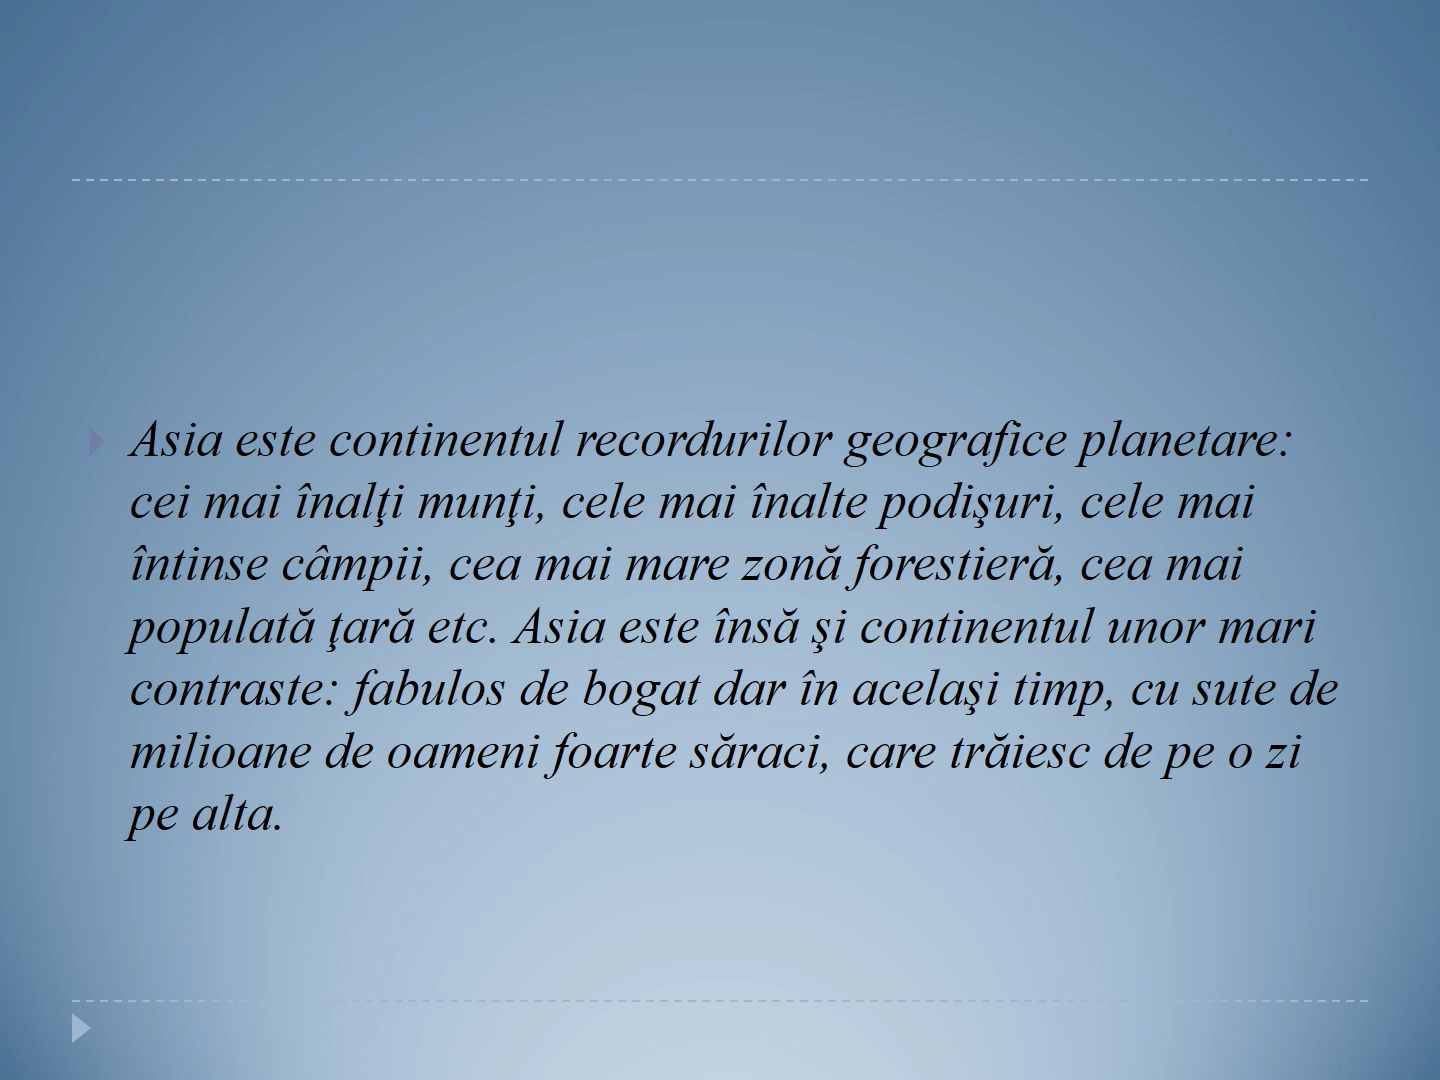 Asia este continentul recordurilor geografice planetare:
cei mai înalţi munţi, cele mai înalte podişuri, cele mai
întinse câmpii, cea mai mare zonă forestieră, cea mai
populată ţară etc. Asia este însă şi continentul unor mari
contraste: fabulos de bogat dar în acelaşi timp, cu sute de
milioane de oameni foarte săraci, care trăiesc de pe o zi
pe alta.